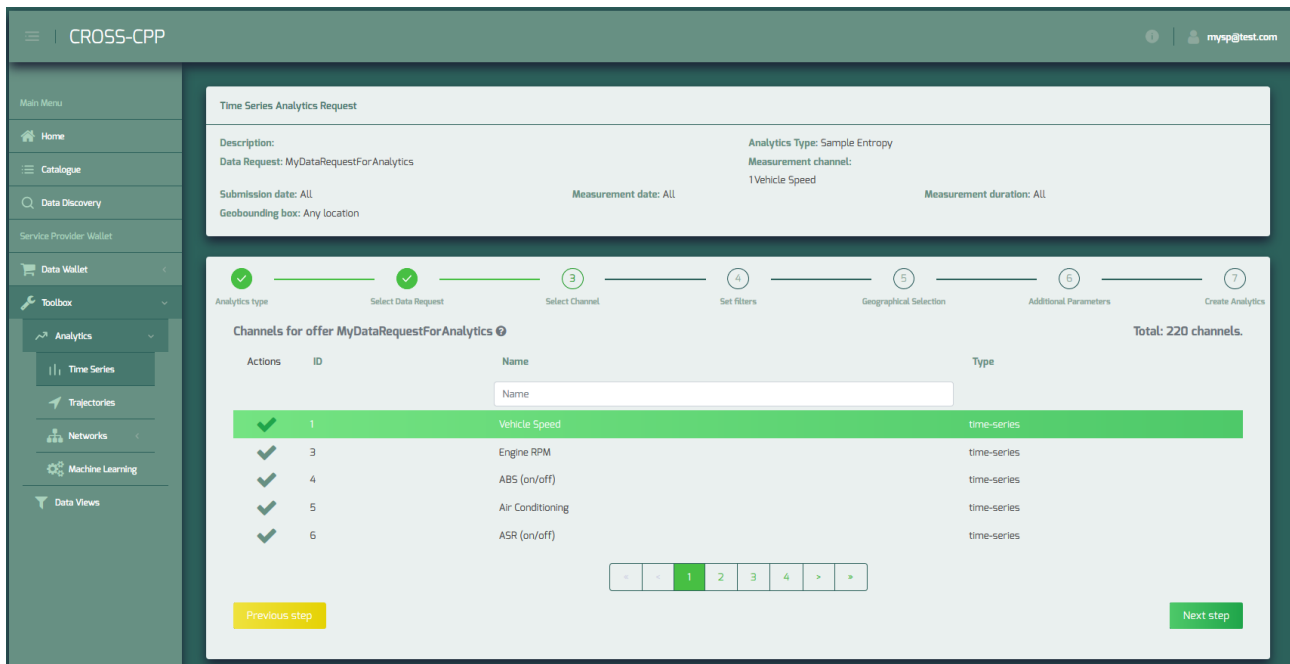 CROSS-CPP
mysp@test.com
Main Menu
Home
Catalogue
Data Discovery
Service Provider Wallet
Data Wallet
Toolbox
Analytics
Time Series
Trajectories
Networks
Machine Learning
Data Views
Time Series Analytics Request
Description:
Analytics Type: Sample Entropy
Data Request: MyDataRequestForAnalytics
Measurement channel:
1 Vehicle Speed
Submission date: All
Measurement date: All
Measurement duration: All
Geobounding box: Any location
3 4 5 6 7
Analytics type Select Data Request Select Channel Set filters Geographical Selection Additional Parameters Create Analytics
Channels for offer MyDataRequestForAnalytics ?
Total: 220 channels.
Actions ID Name Type
Name
1 Vehicle Speed time-series
3 Engine RPM time-series
4 ABS (on/off) time-series
5 Air Conditioning time-series
6 ASR (on/off) time-series
« < 1 2 3 4 > »
Previous step
Next step